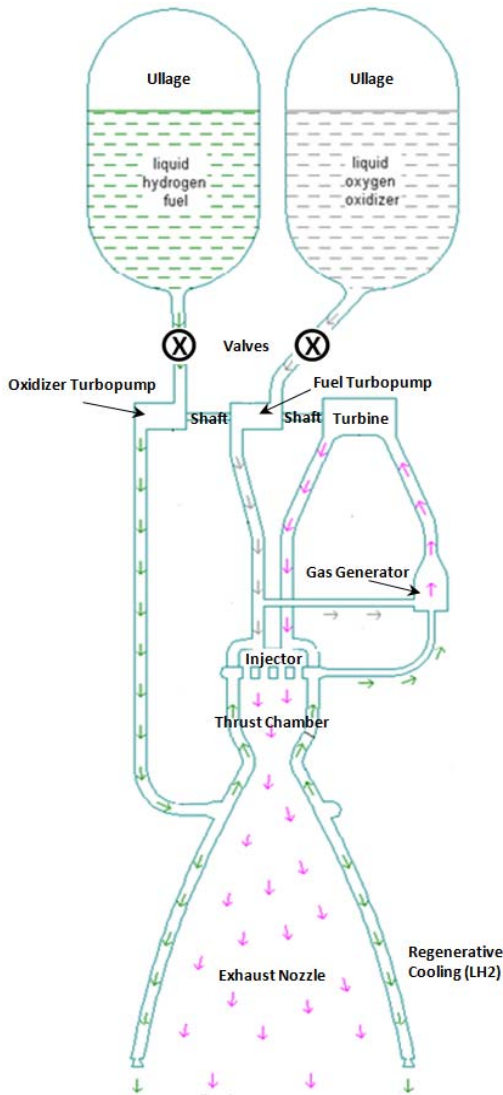 Ullage
Ullage
liquid
hydrogen
fuel
liquid
oxygen
oxidizer
X
Valves
X
Oxidizer Turbopump
Fuel Turbopump
Shaft
Shaft
Turbine
Gas Generator
Injector
Thrust Chamber
Exhaust Nozzle
Regenerative
Cooling (LH2)